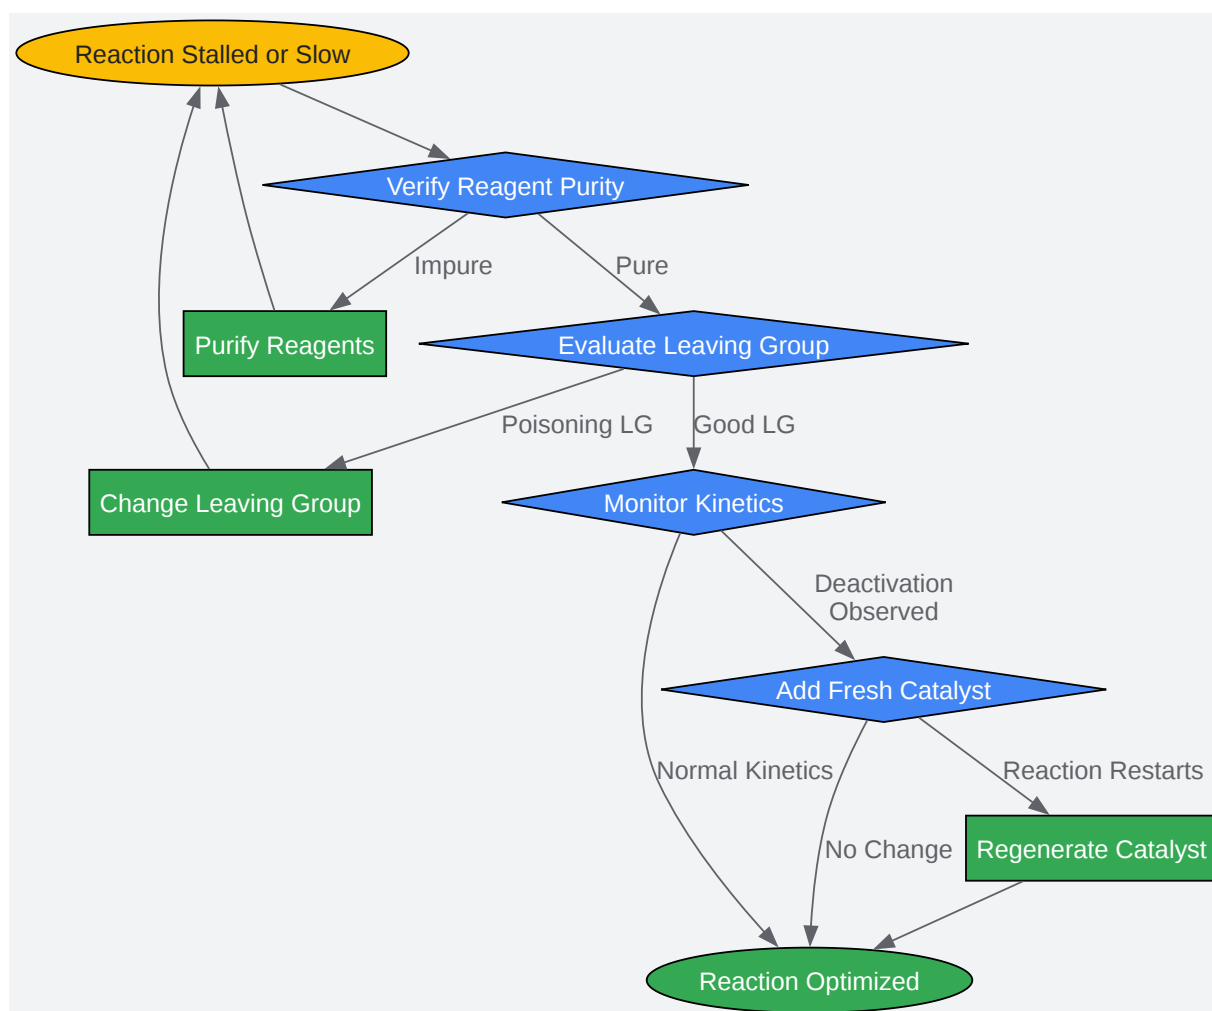 Reaction Stalled or Slow
Verify Reagent Purity
Impure
Pure
Purify Reagents
Evaluate Leaving Group
Poisoning LG
Good LG
Change Leaving Group
Monitor Kinetics
Deactivation
Observed
Add Fresh Catalyst
Normal Kinetics
Reaction Restarts
No Change
Regenerate Catalyst
Reaction Optimized